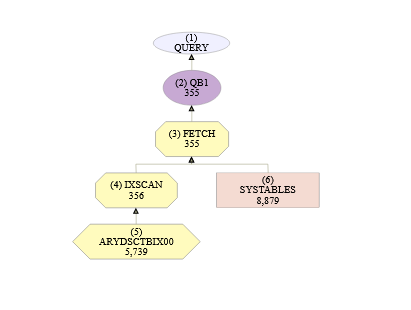 (1)
QUERY
(2) QB1
355
(3) FETCH
355
(4) IXSCAN
356
(6)
SYSTABLES
8,879
(5)
ARYDSCTBIX00
5,739